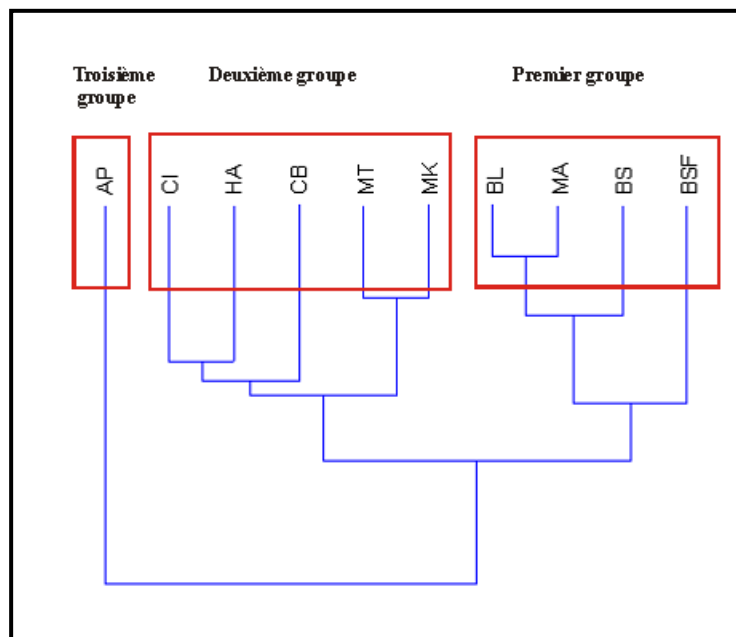 Troisième
groupe
Deuxième groupe
Premier groupe
AP
CI
HA
CB
MT
MK
BL
MA
BS
BSF